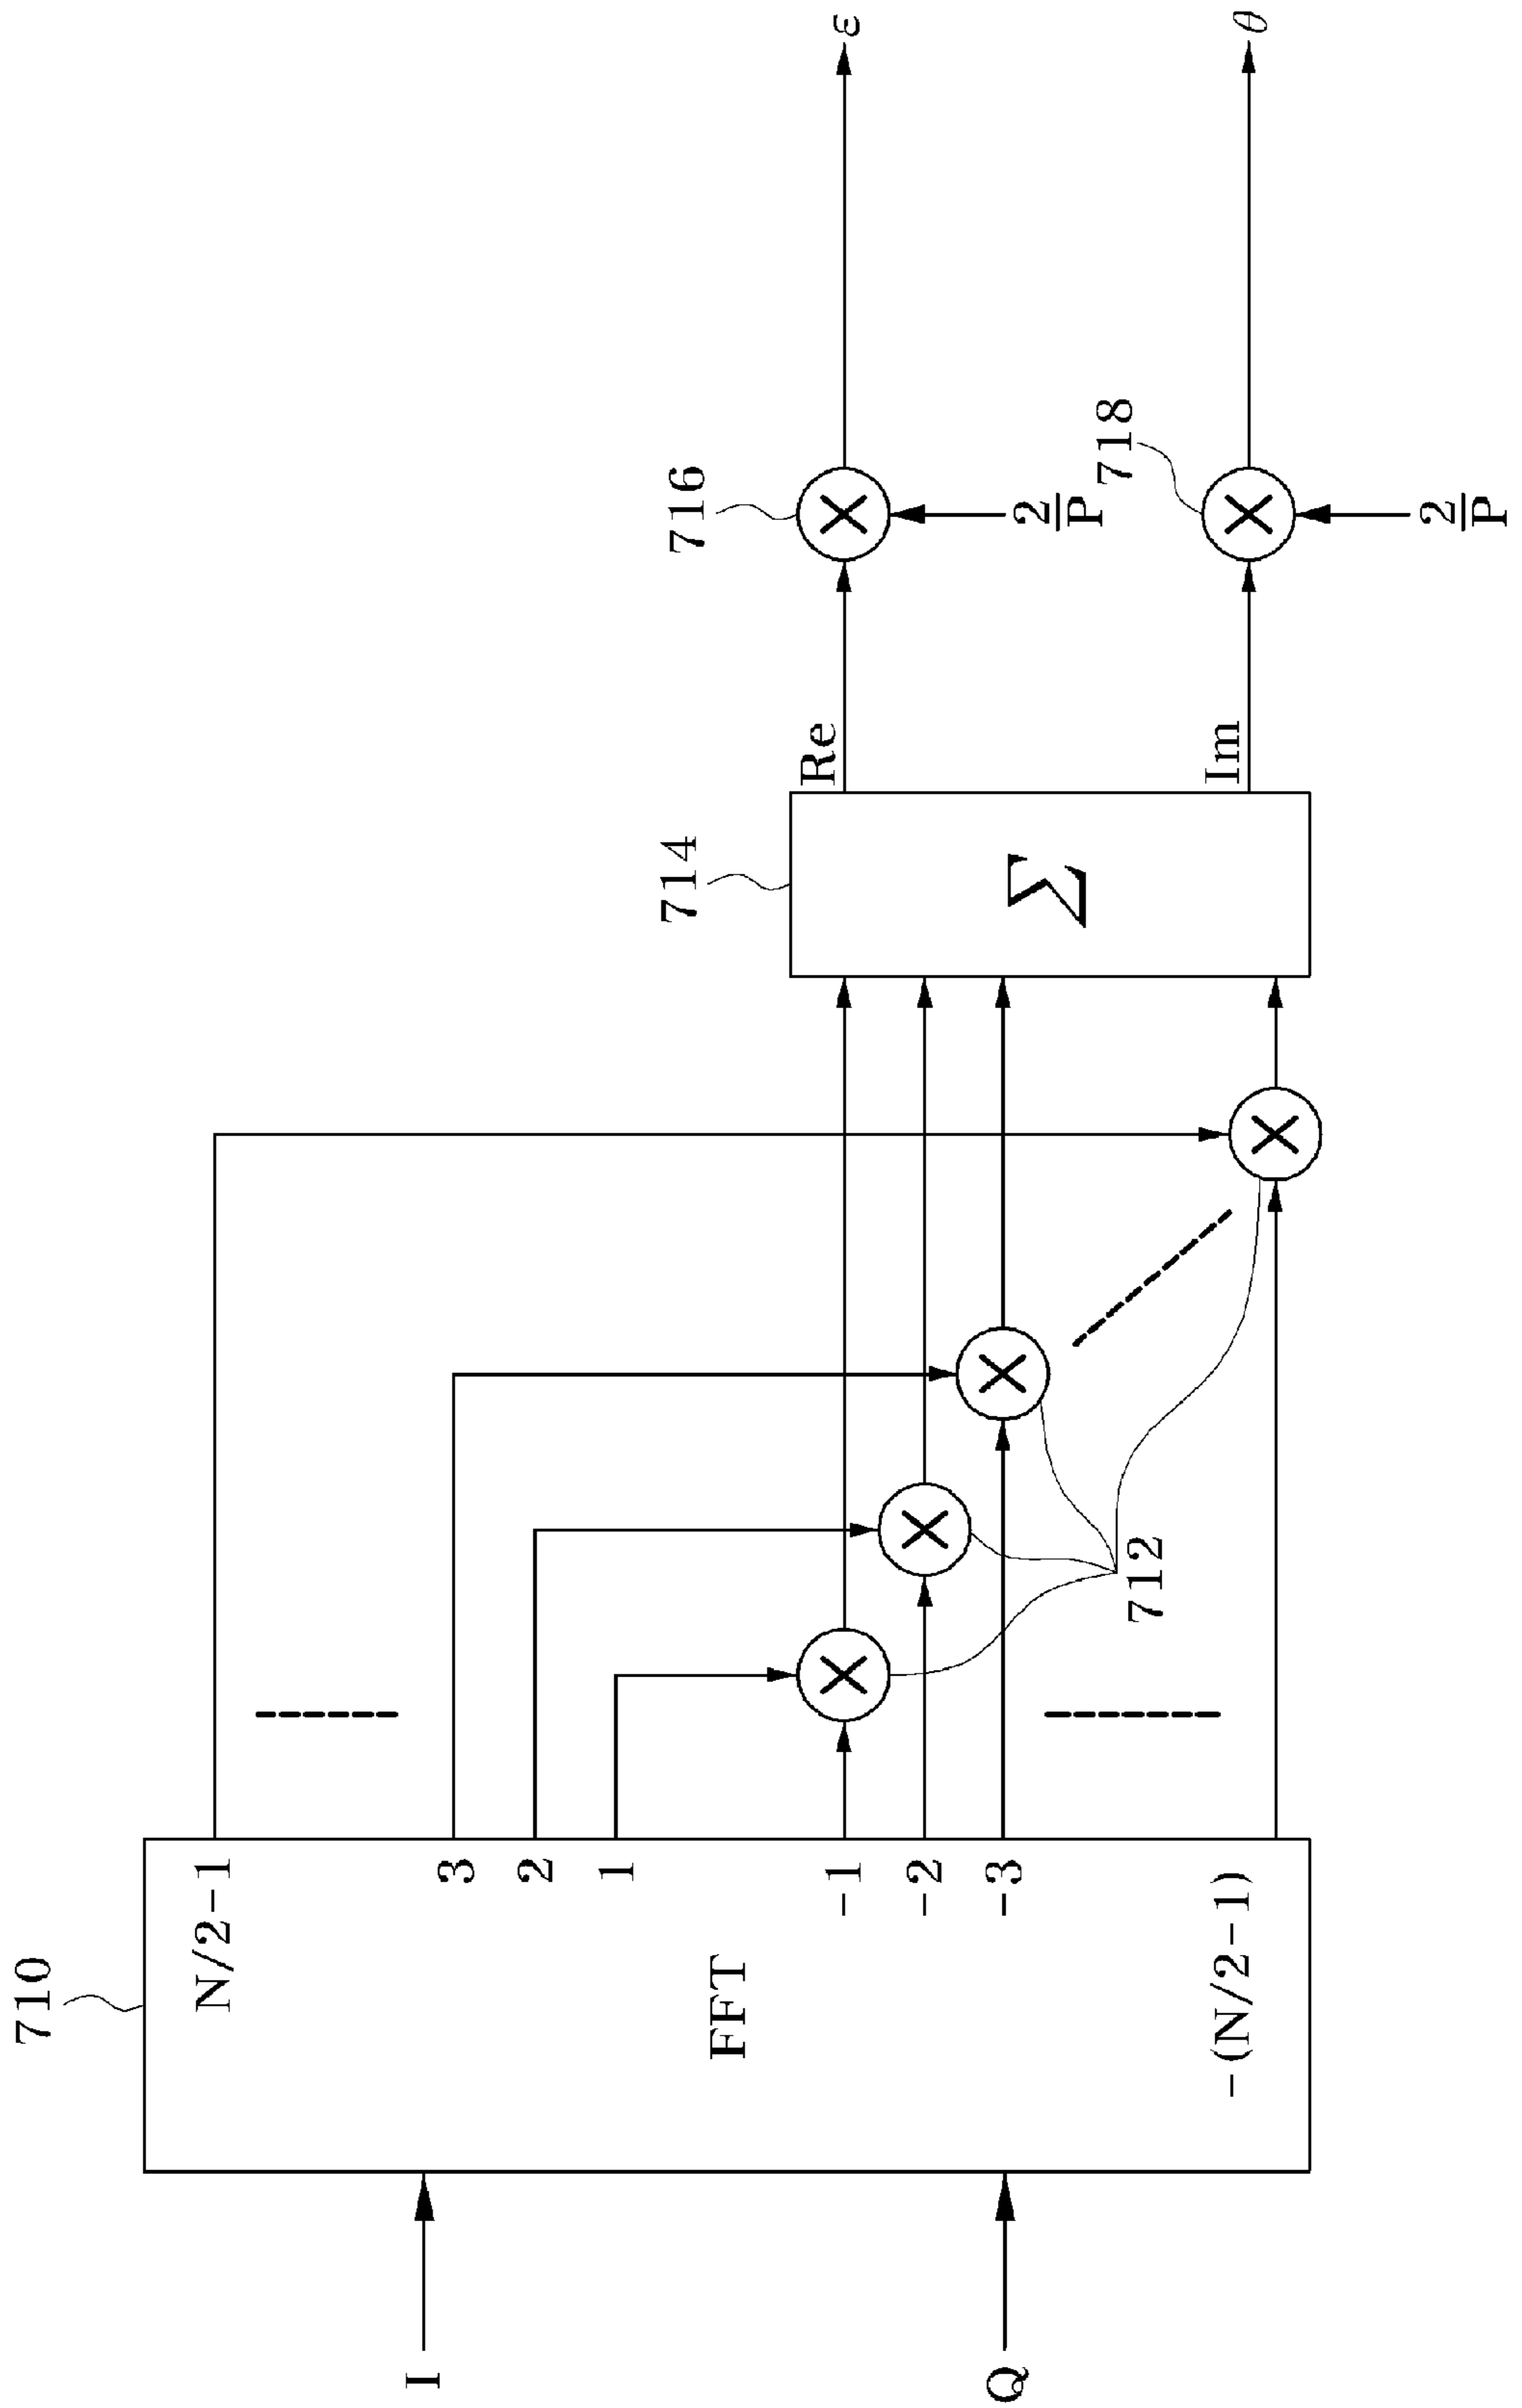 710
I
Q
FFT
N/2-1
3
2
1
-1
-2
-3
-(N/2-1)
712
714
Σ
Re
Im
716
2/P
ε
718
2/P
θ